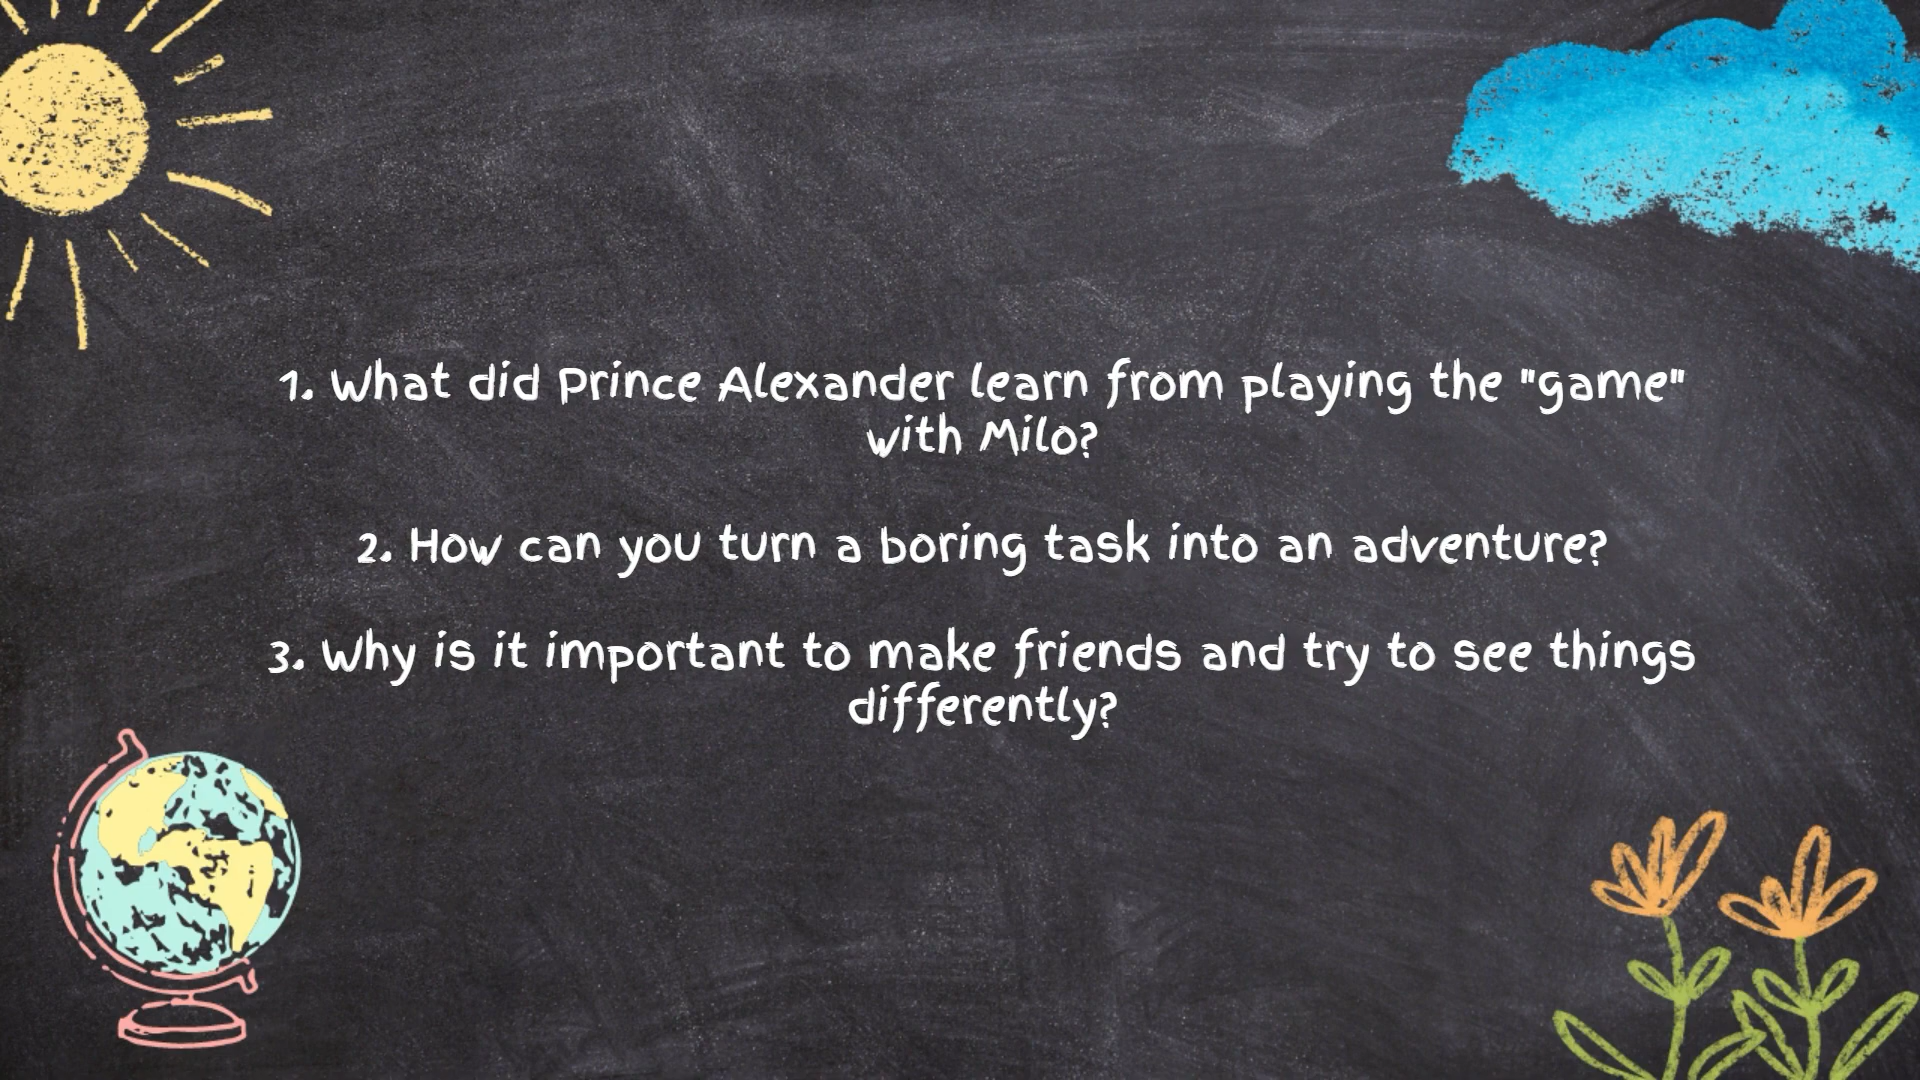 1. What did Prince Alexander learn from playing the "game"
with Milo?
2. How can you turn a boring task into an adventure?
3. Why is it important to make friends and try to see things
differently?